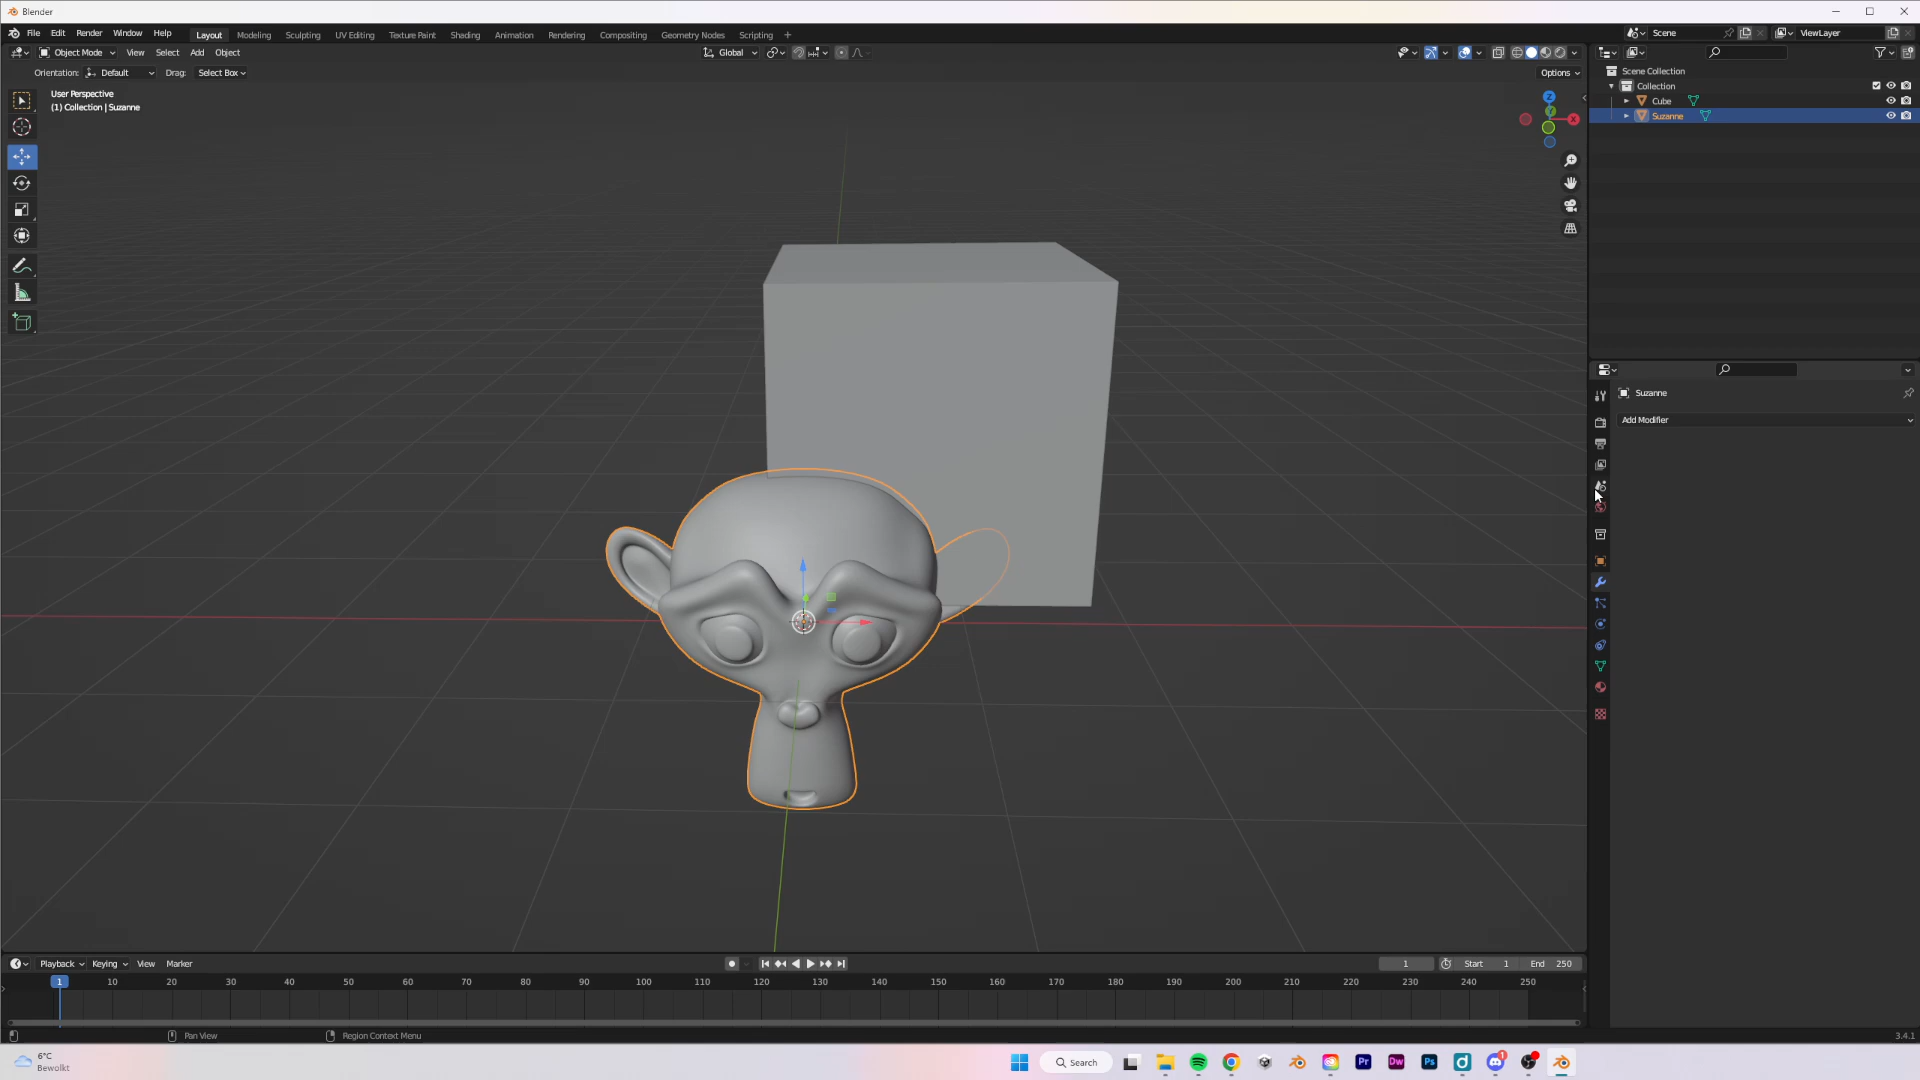 Blender
File Edit Render Window Help Layout Modeling Sculpting UV Editing Texture Paint Shading Animation Rendering Compositing Geometry Nodes Scripting + Scene ViewLayer
Object Mode View Select Add Object Global
Orientation: Default Drag: Select Box Options
User Perspective
(1) Collection | Suzanne
Z
Y
X
Scene Collection
Collection
Cube
Suzanne
Suzanne
Add Modifier
Playback Keying View Marker 1 Start 1 End 250
1 10 20 30 40 50 60 70 80 90 100 110 120 130 140 150 160 170 180 190 200 210 220 230 240 250
Pan View Region Context Menu 3.4.1
6°C
Bewolkt
Search Pr Dw Ps 1